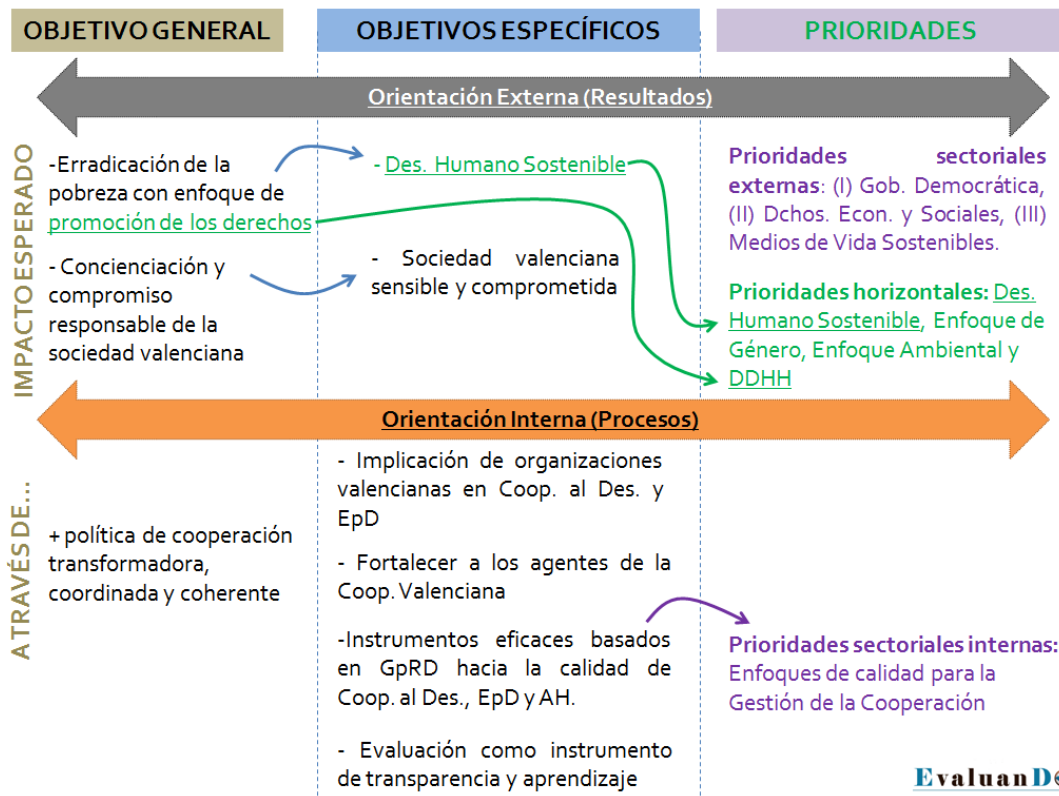 OBJETIVO GENERAL
OBJETIVOS ESPECÍFICOS
PRIORIDADES
Orientación Externa (Resultados)
IMPACTO ESPERADO
-Erradicación de la
pobreza con enfoque de
promoción de los derechos
- Concienciación y
compromiso
responsable de la
sociedad valenciana
- Des. Humano Sostenible
- Sociedad valenciana
sensible y comprometida
Prioridades sectoriales
externas: (I) Gob. Democrática,
(II) Dchos. Econ. y Sociales, (III)
Medios de Vida Sostenibles.
Prioridades horizontales: Des.
Humano Sostenible, Enfoque de
Género, Enfoque Ambiental y
DDHH
Orientación Interna (Procesos)
A TRAVÉS DE...
+ política de cooperación
transformadora,
coordinada y coherente
- Implicación de organizaciones
valencianas en Coop. al Des. y
EpD
- Fortalecer a los agentes de la
Coop. Valenciana
-Instrumentos eficaces basados
en GpRD hacia la calidad de
Coop. al Des., EpD y AH.
- Evaluación como instrumento
de transparencia y aprendizaje
Prioridades sectoriales internas:
Enfoques de calidad para la
Gestión de la Cooperación